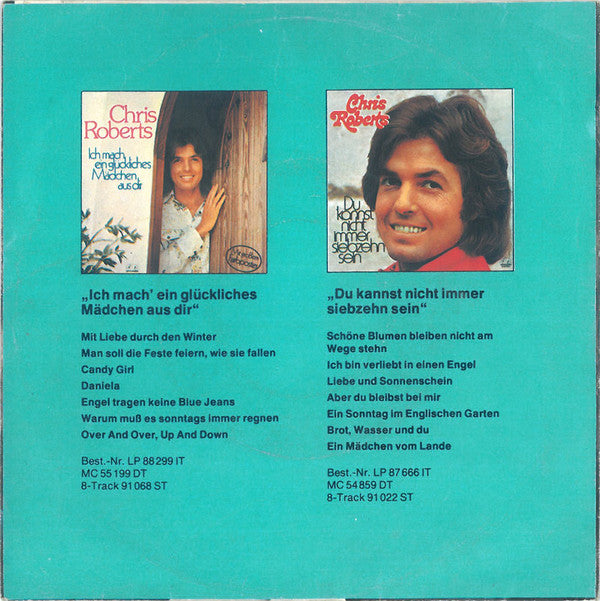 Chris
Roberts
Ich mach
ein glückliches
Mädchen
aus dir
„Ich mach' ein glückliches
Mädchen aus dir"
Mit Liebe durch den Winter
Man soll die Feste feiern, wie sie fallen
Candy Girl
Daniela
Engel tragen keine Blue Jeans
Warum muß es sonntags immer regnen
Over And Over, Up And Down
Best.-Nr. LP 88 299 IT
MC 55 199 DT
8-Track 91 068 ST
Chris
Roberts
Du
kannst
nicht
immer
siebzehn
sein
„Du kannst nicht immer
siebzehn sein"
Schöne Blumen bleiben nicht am
Wege stehn
Ich bin verliebt in einen Engel
Liebe und Sonnenschein
Aber du bleibst bei mir
Ein Sonntag im Englischen Garten
Brot, Wasser und du
Ein Mädchen vom Lande
Best.-Nr. LP 87 666 IT
MC 54 859 DT
8-Track 91 022 ST